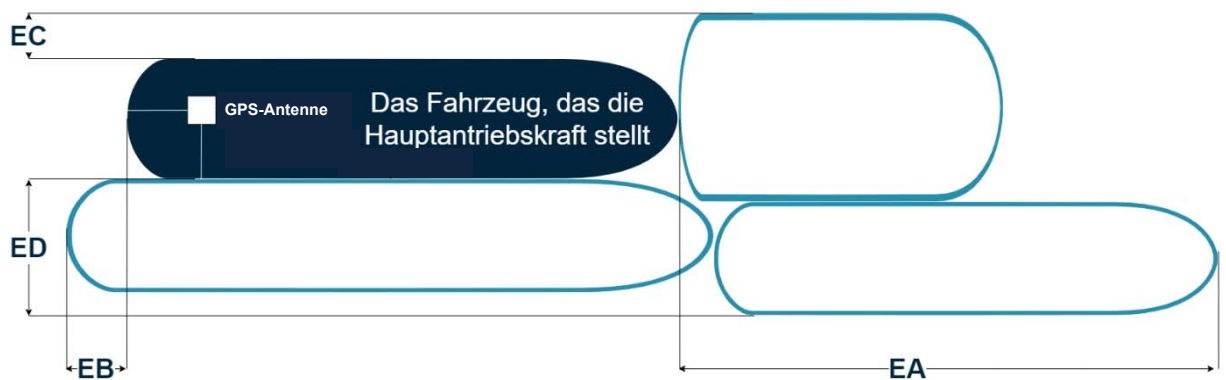 EC
GPS-Antenne
Das Fahrzeug, das die
Hauptantriebskraft stellt
ED
EB
EA